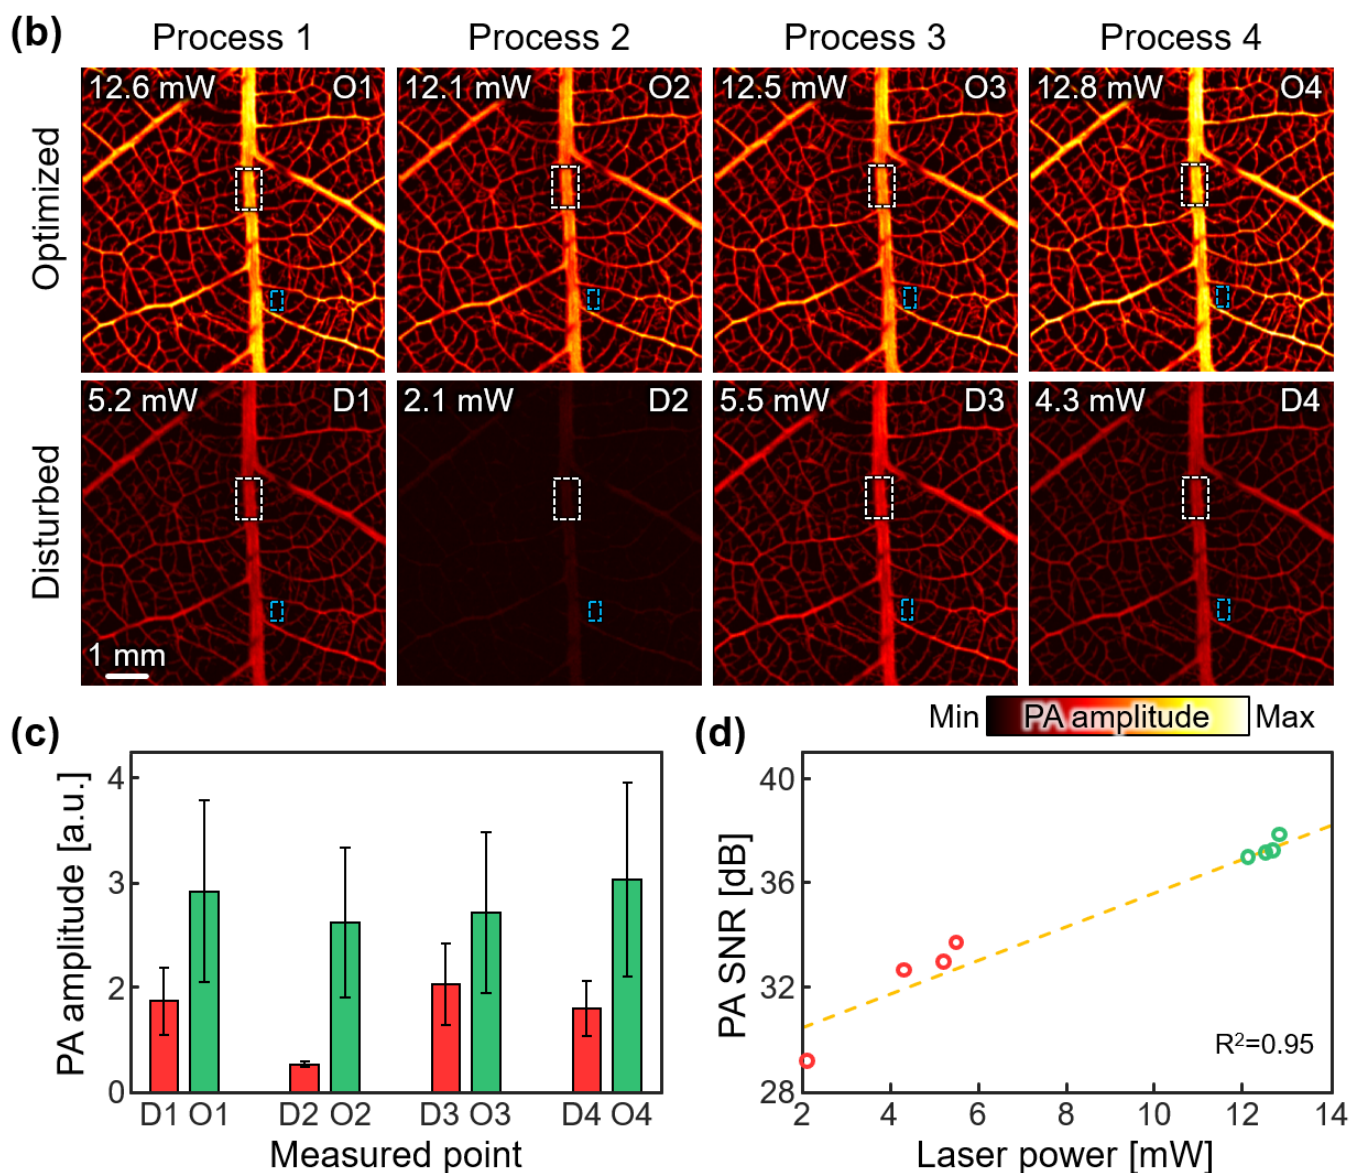 (b) Process 1 Process 2 Process 3 Process 4
Optimized
12.6 mW O1 12.1 mW O2 12.5 mW O3 12.8 mW O4
Disturbed
5.2 mW D1 2.1 mW D2 5.5 mW D3 4.3 mW D4
1 mm
Min PA amplitude Max
(c)
PA amplitude [a.u.]
4
3
2
0
D1 O1 D2 O2 D3 O3 D4 O4
Measured point
(d)
PA SNR [dB]
40
36
32
28
R²=0.95
2 4 6 8 10 12 14
Laser power [mW]